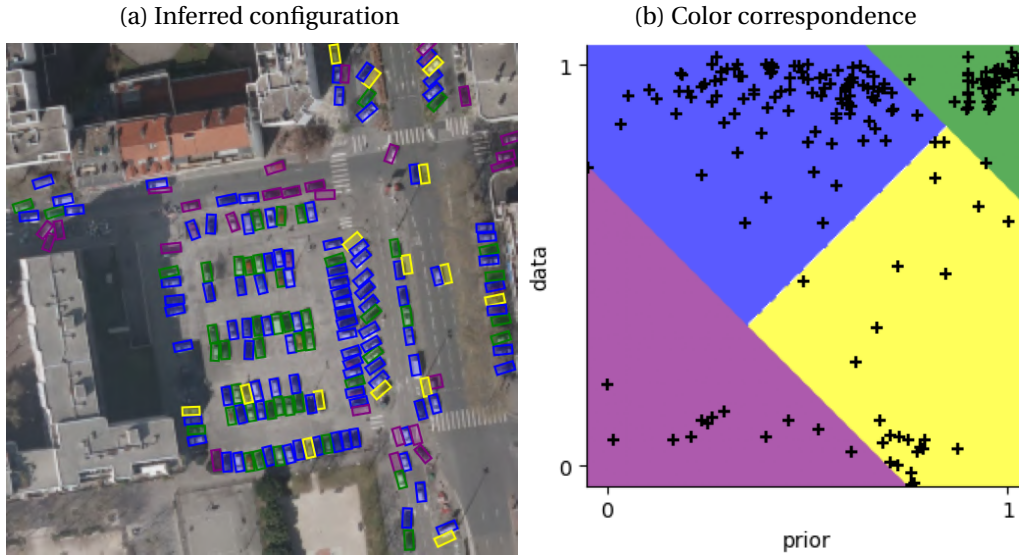 (a) Inferred configuration
(b) Color correspondence
1
data
0
0
1
prior